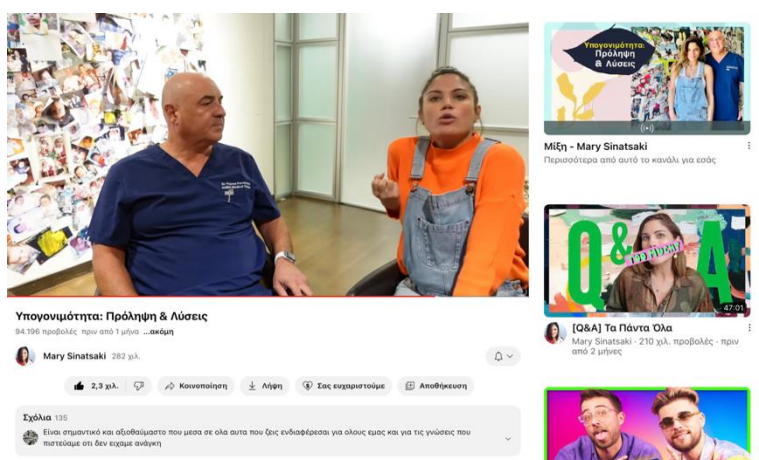 Υπογονιμότητα: Πρόληψη & Λύσεις
94.196 προβολές πριν από 1 μήνα ...ακόμη
Mary Sinatsaki 282 χιλ.
2,3 χιλ. Κοινοποίηση Λήψη Σας ευχαριστούμε Αποθήκευση
Σχόλια 135
Είναι σημαντικό και αξιοθαύμαστο που μεσα σε ολα αυτα που ζεις ενδιαφέρεσαι για ολους εμας και για τις γνώσεις που
πιστεύαμε οτι δεν ειχαμε ανάγκη
Υπογονιμότητα:
Πρόληψη
& Λύσεις
Μίξη - Mary Sinatsaki
Περισσότερα από αυτό το κανάλι για εσάς
Q & A
TOO MUCHY
47:01
[Q&A] Τα Πάντα Όλα
Mary Sinatsaki · 210 χιλ. προβολές · πριν
από 2 μήνες